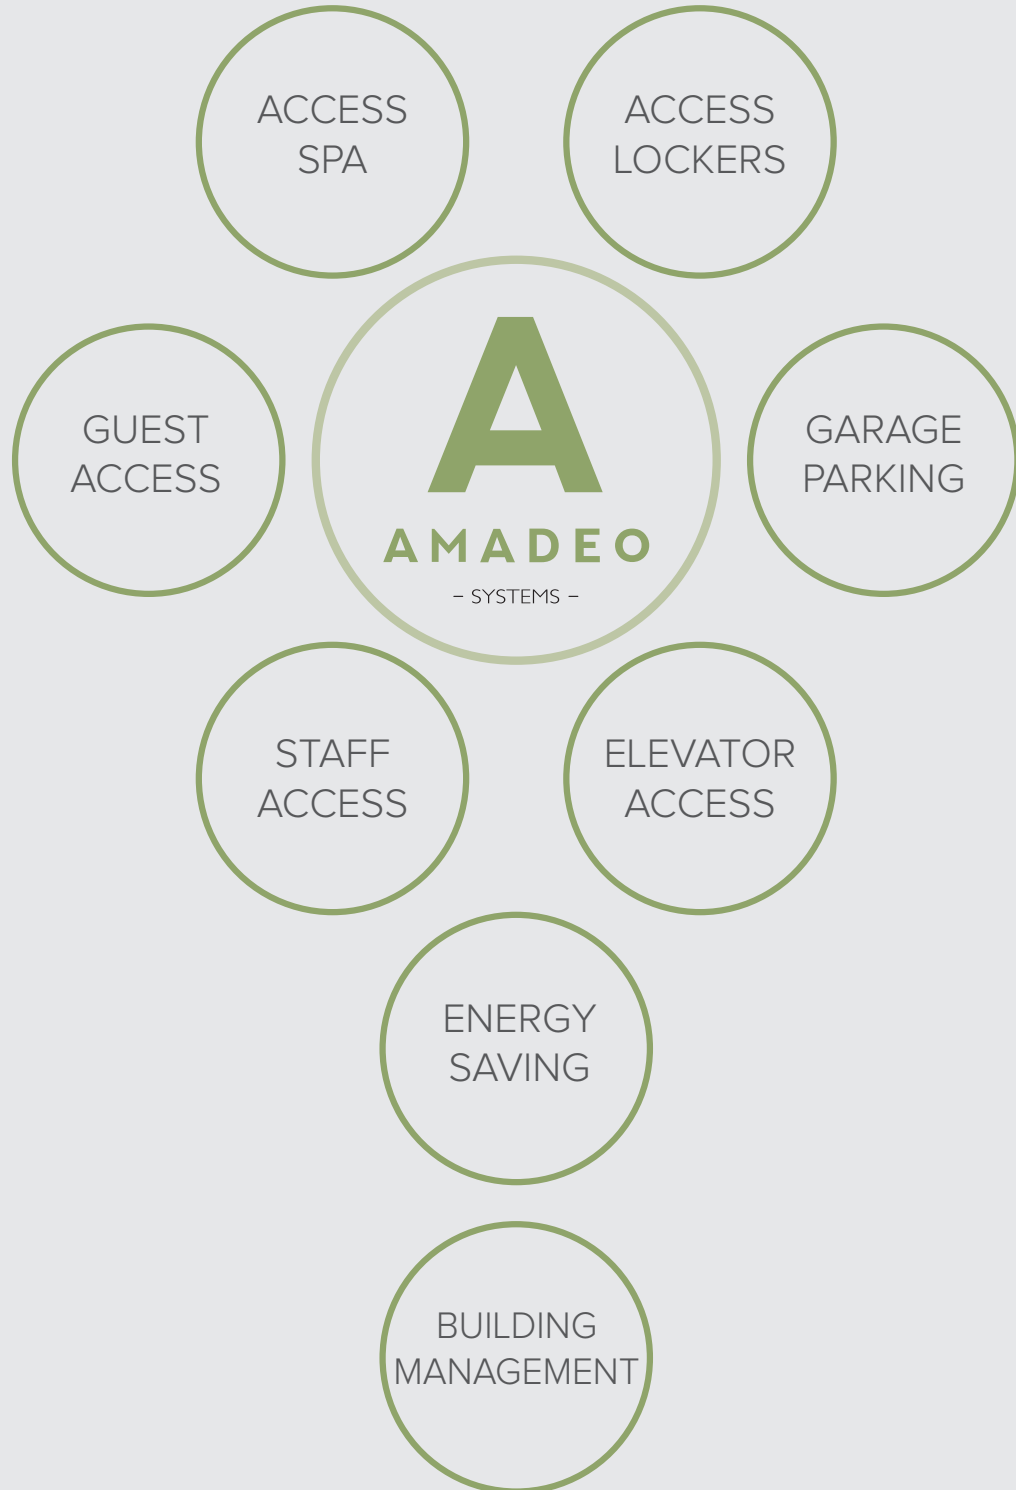 ACCESS
SPA
ACCESS
LOCKERS
GUEST
ACCESS
A
AMADEO
- SYSTEMS -
GARAGE
PARKING
STAFF
ACCESS
ELEVATOR
ACCESS
ENERGY
SAVING
BUILDING
MANAGEMENT